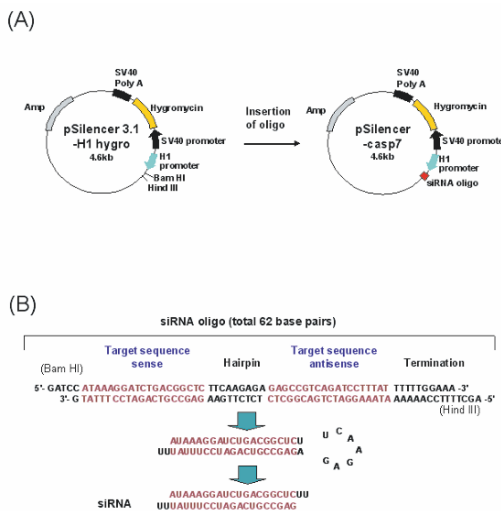 (A)
SV40
Poly A
Amp
Hygromycin
pSilencer 3.1
-H1 hygro
4.6kb
SV40 promoter
H1
promoter
Bam HI
Hind III
Insertion
of oligo
SV40
Poly A
Amp
Hygromycin
pSilencer
-casp7
4.6kb
SV40 promoter
H1
promoter
siRNA oligo
(B)
siRNA oligo (total 62 base pairs)
Target sequence sense Hairpin Target sequence antisense Termination
(Bam HI)
5'- GATCC ATAAAGGATCTGACGGCTC TTCAAGAGA GAGCCGTCAGATCCTTTAT TTTTTGGAAA -3'
3'- G TATTTCCTAGACTGCCGAG AAGTTCTCT CTCGGCAGTCTAGGAAATA AAAAACCTTTTCGA -5'
(Hind III)
AUAAAGGAUCUGACGGCUCU
UUUAUUUCCUAGACUGCCGAGA
U C A A G A G A
siRNA
AUAAAGGAUCUGACGGCUCUU
UUUAUUUCCUAGACUGCCGAG